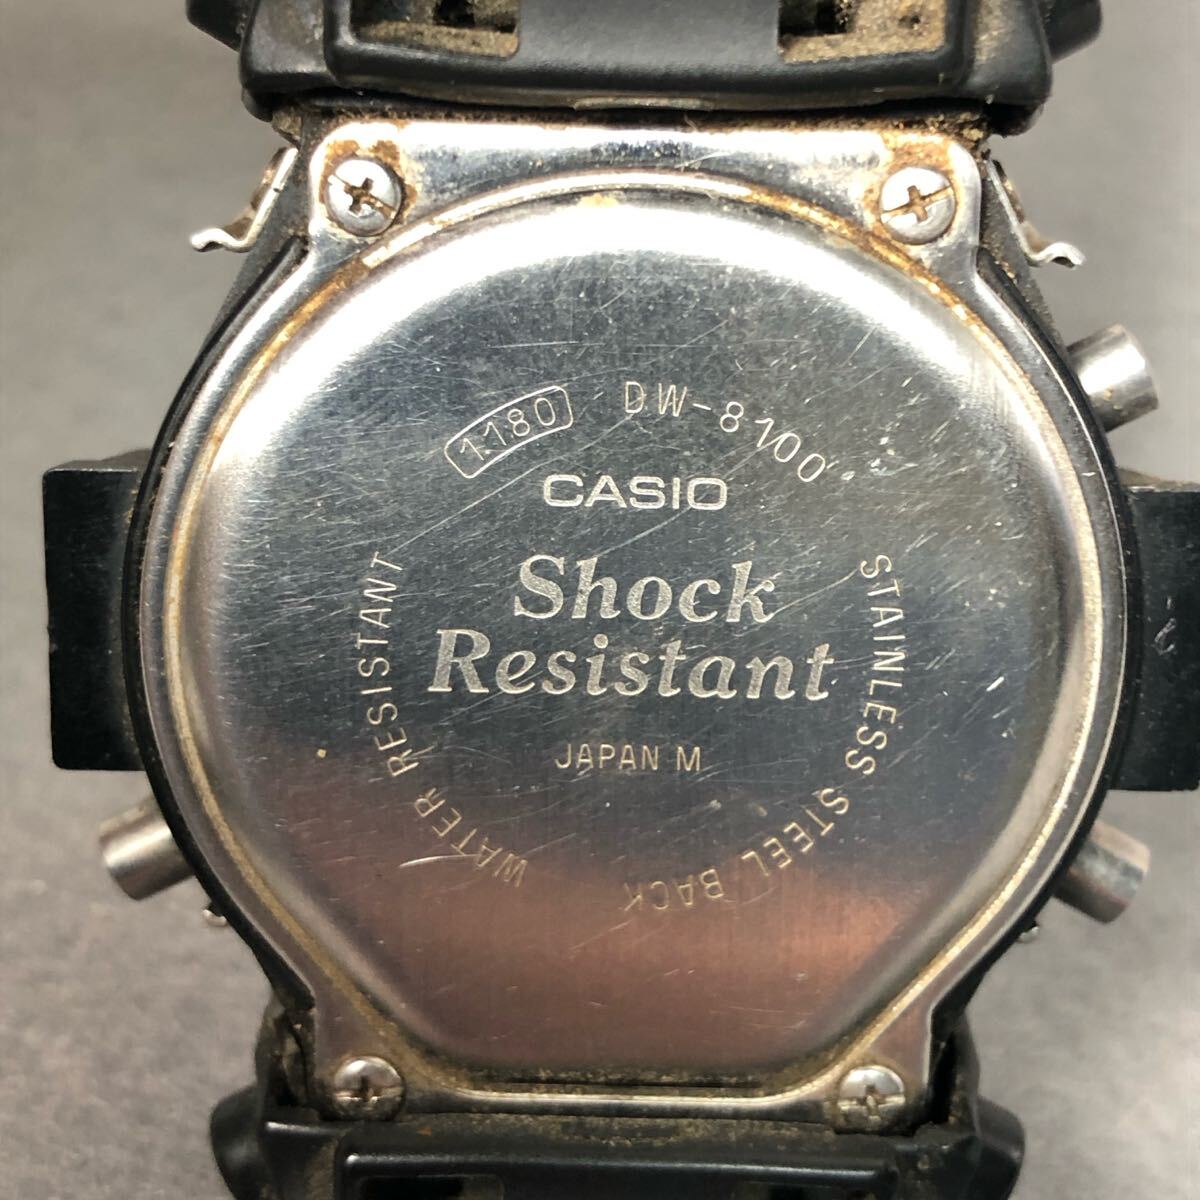 1180 DW-8100
CASIO
Shock
Resistant
JAPAN M
STAINLESS STEEL BACK
WATER RESISTANT